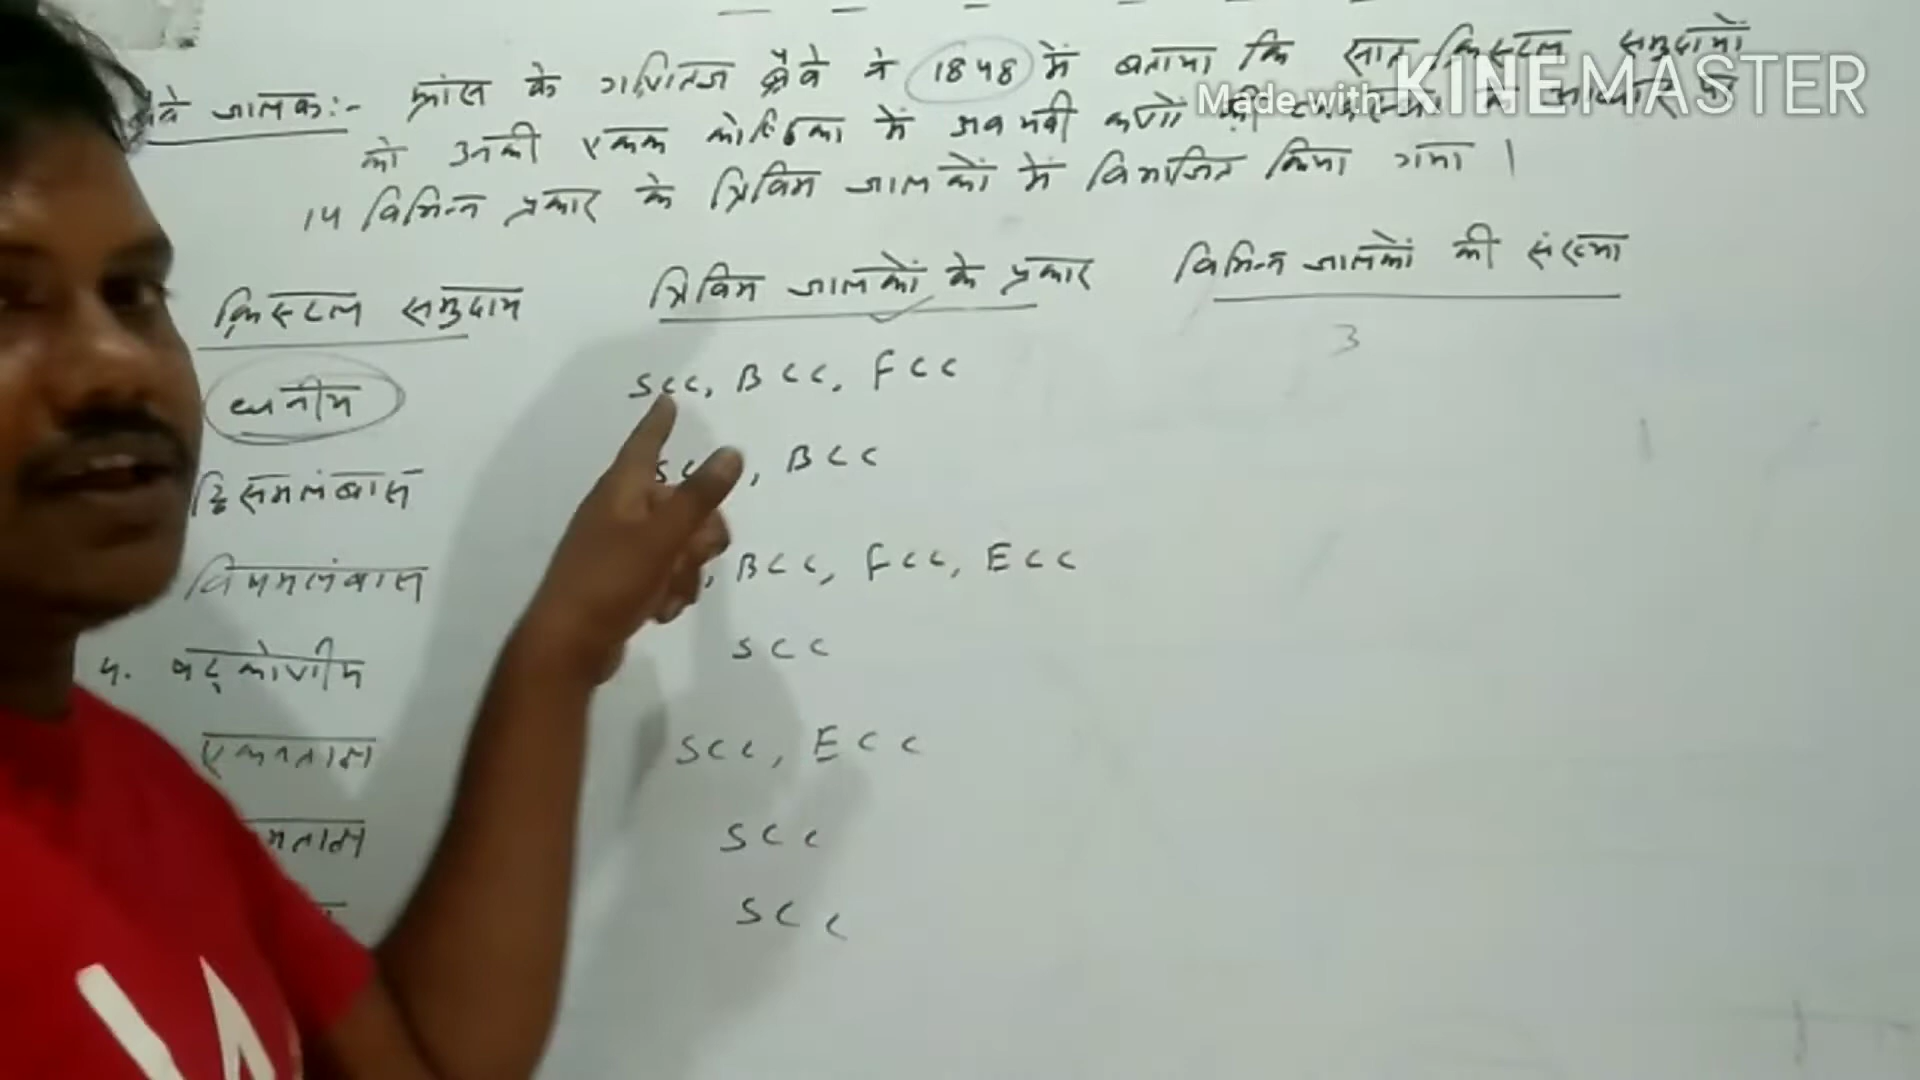 जालक:- फ्रांस के गणितज्ञ ब्रैवे ने 1848 में बताया कि सात क्रिस्टल समुदायों
Made with KINEMASTER
को उनकी एकक कोष्ठिका में अवयवी कणों की के आधार पर
14 विभिन्न प्रकार के त्रिविम जालकों में विभाजित किया गया।
क्रिस्टल समुदाय त्रिविम जालकों के प्रकार विभिन्न जालकों की संख्या
घनीय SCC, BCC, FCC 3
द्विसमलंबाक्ष , BCC
विषमलंबाक्ष , BCC, FCC, ECC
4. षट्कोणीय SCC
एकनताक्ष SCC, ECC
नताक्ष SCC
SCC